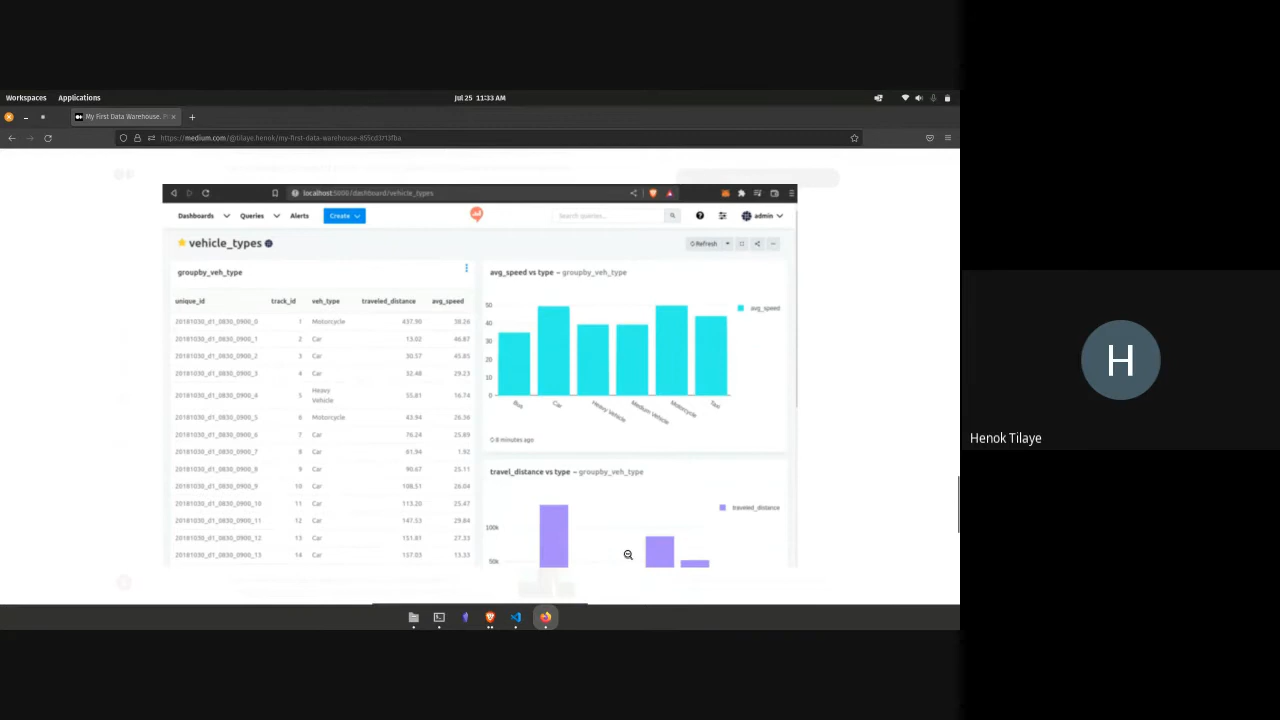 Workspaces Applications Jul 25 11:33 AM
My First Data Warehouse. P
https://medium.com/@tilaye.henok/my-first-data-warehouse-
localhost:5000/dashboard/vehicle_types
Dashboards Queries Alerts Create Search queries... admin
vehicle_types Refresh
groupby_veh_type
unique_id track_id veh_type traveled_distance avg_speed
20181030_d1_0830_0900_0 1 Motorcycle 437.90 38.26
20181030_d1_0830_0900_1 2 Car 13.02 46.87
20181030_d1_0830_0900_2 3 Car 30.57 45.85
20181030_d1_0830_0900_3 4 Car 32.48 29.23
20181030_d1_0830_0900_4 5 Heavy Vehicle 55.81 16.74
20181030_d1_0830_0900_5 6 Motorcycle 43.94 26.36
20181030_d1_0830_0900_6 7 Car 76.24 25.89
20181030_d1_0830_0900_7 8 Car 61.94 1.92
20181030_d1_0830_0900_8 9 Car 90.67 25.11
20181030_d1_0830_0900_9 10 Car 108.51 26.04
20181030_d1_0830_0900_10 11 Car 113.20 25.47
20181030_d1_0830_0900_11 12 Car 147.53 29.84
20181030_d1_0830_0900_12 13 Car 151.81 27.33
20181030_d1_0830_0900_13 14 Car 157.03 13.33
avg_speed vs type – groupby_veh_type
50
40
30
20
10
0
Bus Car Heavy Vehicle Medium Vehicle Motorcycle Taxi
avg_speed
8 minutes ago
travel_distance vs type – groupby_veh_type
100k
50k
traveled_distance
H
Henok Tilaye